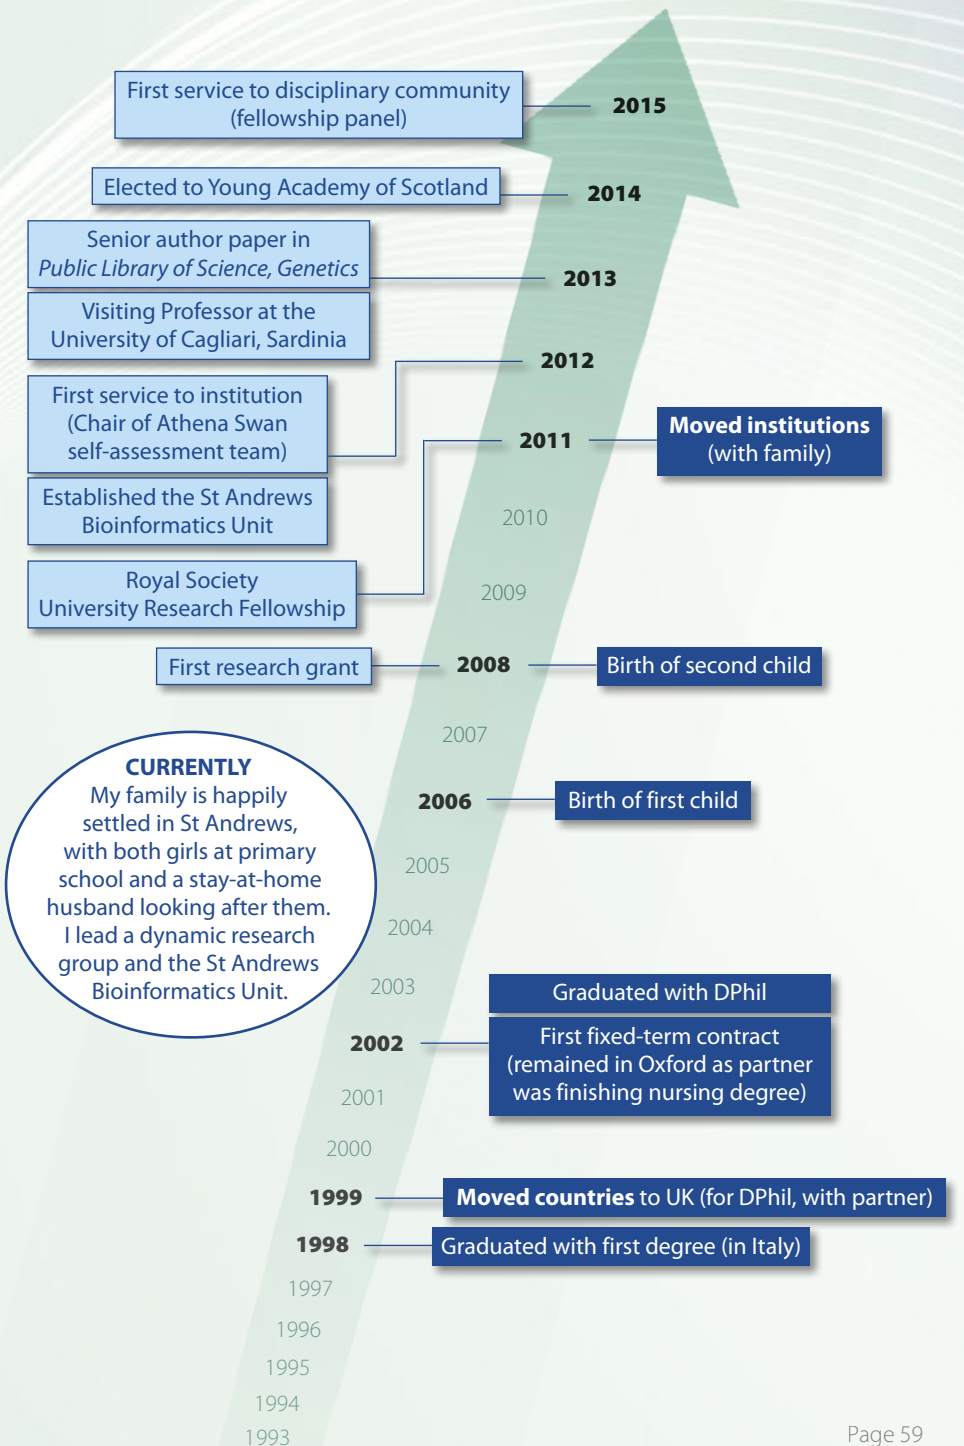 First service to disciplinary community
(fellowship panel)
2015
Elected to Young Academy of Scotland
2014
Senior author paper in
Public Library of Science, Genetics
2013
Visiting Professor at the
University of Cagliari, Sardinia
2012
First service to institution
(Chair of Athena Swan
self-assessment team)
Established the St Andrews
Bioinformatics Unit
2011
Moved institutions
(with family)
2010
Royal Society
University Research Fellowship
2009
First research grant
2008
Birth of second child
2007
CURRENTLY
My family is happily
settled in St Andrews,
with both girls at primary
school and a stay-at-home
husband looking after them.
I lead a dynamic research
group and the St Andrews
Bioinformatics Unit.
2006
Birth of first child
2005
2004
2003
Graduated with DPhil
2002
First fixed-term contract
(remained in Oxford as partner
was finishing nursing degree)
2001
2000
1999
Moved countries to UK (for DPhil, with partner)
1998
Graduated with first degree (in Italy)
1997
1996
1995
1994
1993
Page 59